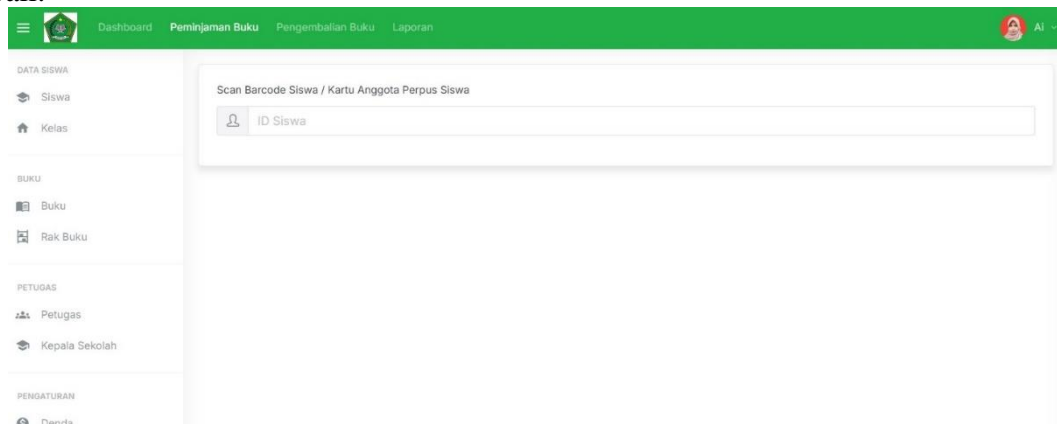 Dashboard Peminjaman Buku Pengembalian Buku Laporan Ai
DATA SISWA
Siswa
Kelas
BUKU
Buku
Rak Buku
PETUGAS
Petugas
Kepala Sekolah
PENGATURAN
Denda
Scan Barcode Siswa / Kartu Anggota Perpus Siswa
ID Siswa